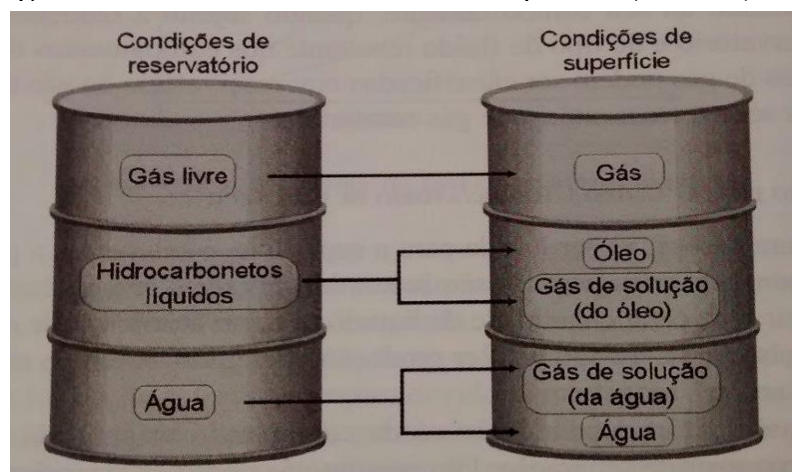 Condições de
reservatório
Gás livre
Hidrocarbonetos
líquidos
Água
Condições de
superfície
Gás
Óleo
Gás de solução
(do óleo)
Gás de solução
(da água)
Água